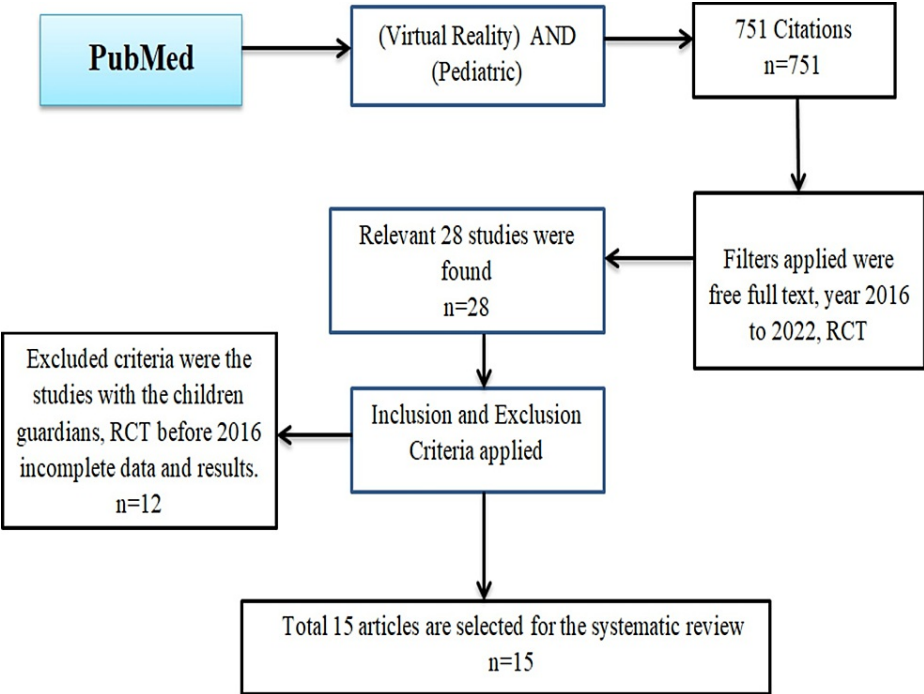 PubMed
(Virtual Reality) AND
(Pediatric)
751 Citations
n=751
Filters applied were
free full text, year 2016
to 2022, RCT
Relevant 28 studies were
found
n=28
Inclusion and Exclusion
Criteria applied
Excluded criteria were the
studies with the children
guardians, RCT before 2016
incomplete data and results.
n=12
Total 15 articles are selected for the systematic review
n=15